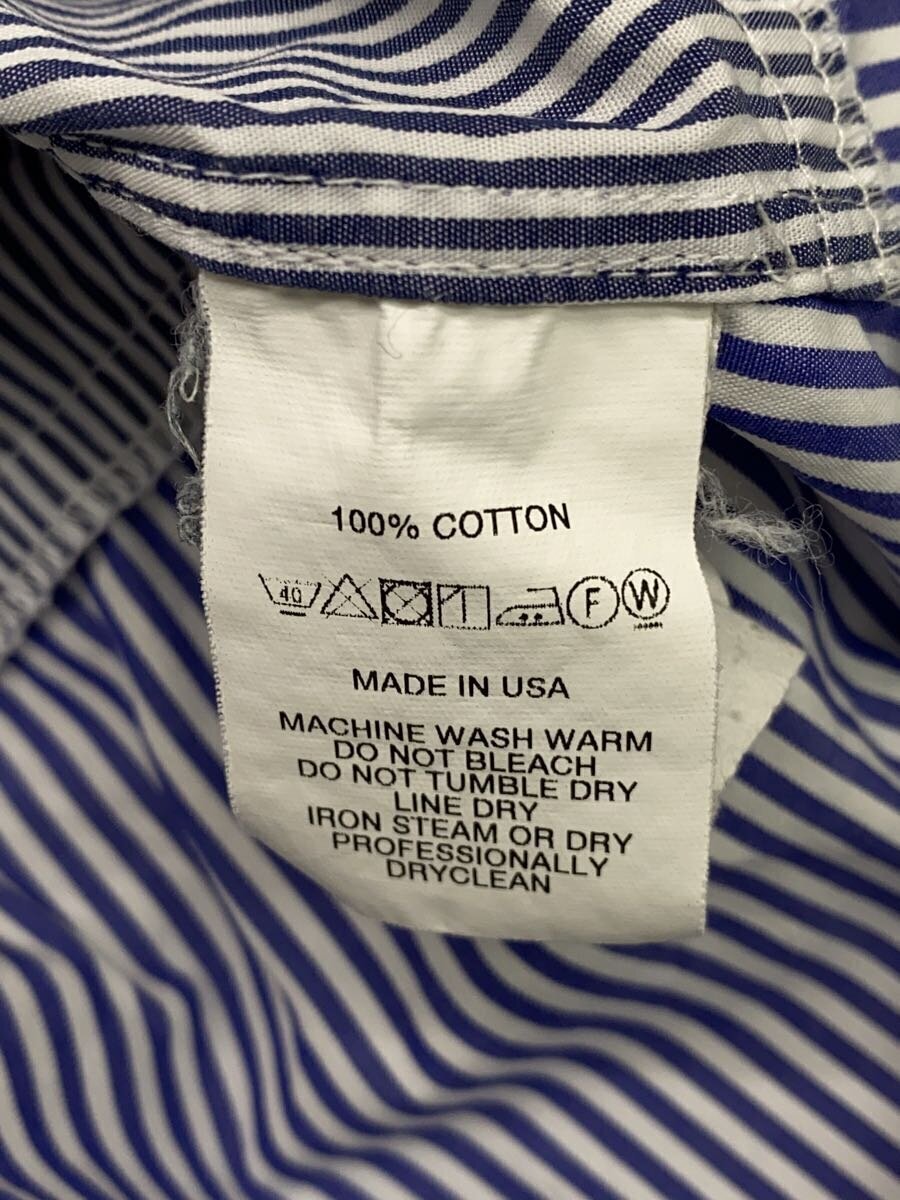 100% COTTON
40 F W
MADE IN USA
MACHINE WASH WARM
DO NOT BLEACH
DO NOT TUMBLE DRY
LINE DRY
IRON STEAM OR DRY
PROFESSIONALLY
DRYCLEAN